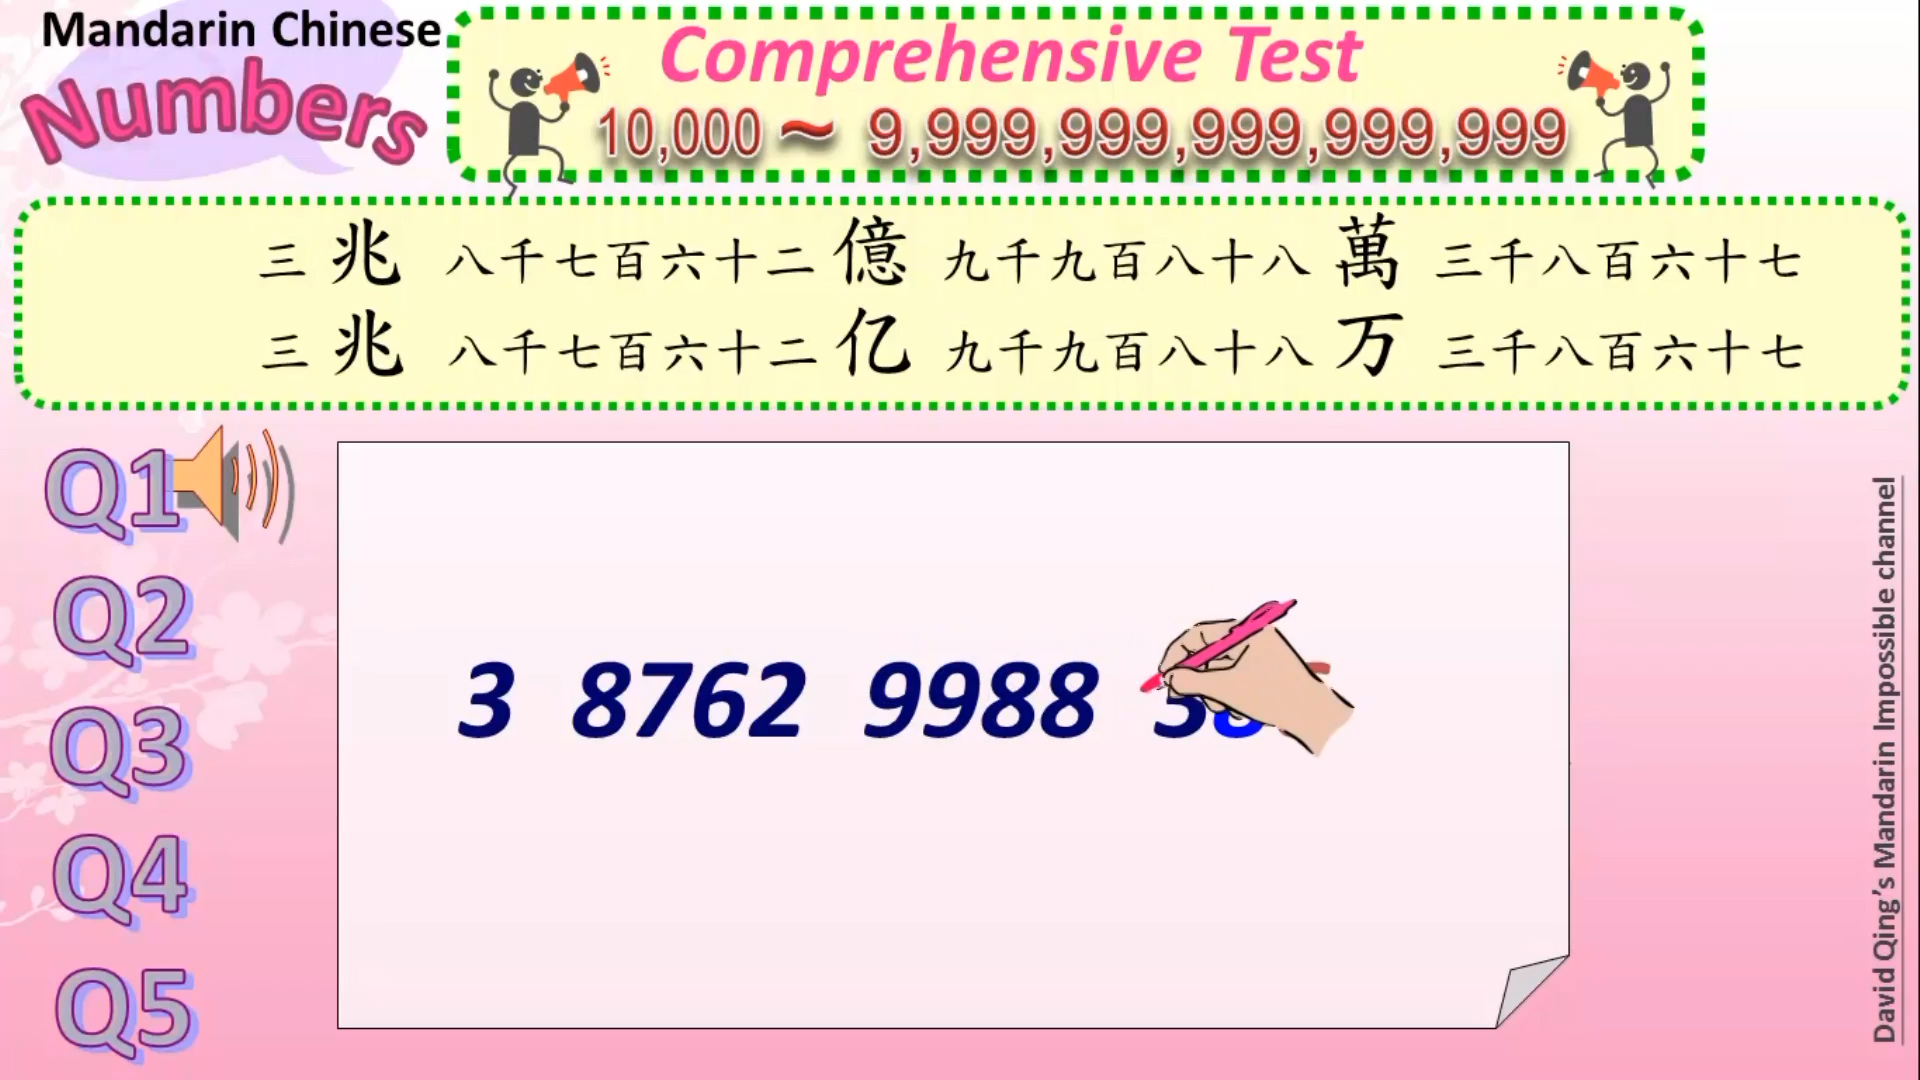 Mandarin Chinese
Numbers
Comprehensive Test
10,000 ~ 9,999,999,999,999,999
三兆 八千七百六十二億 九千九百八十八萬 三千八百六十七
三兆 八千七百六十二亿 九千九百八十八万 三千八百六十七
Q1
Q2
Q3
Q4
Q5
3 8762 9988 38
David Qing's Mandarin Impossible channel